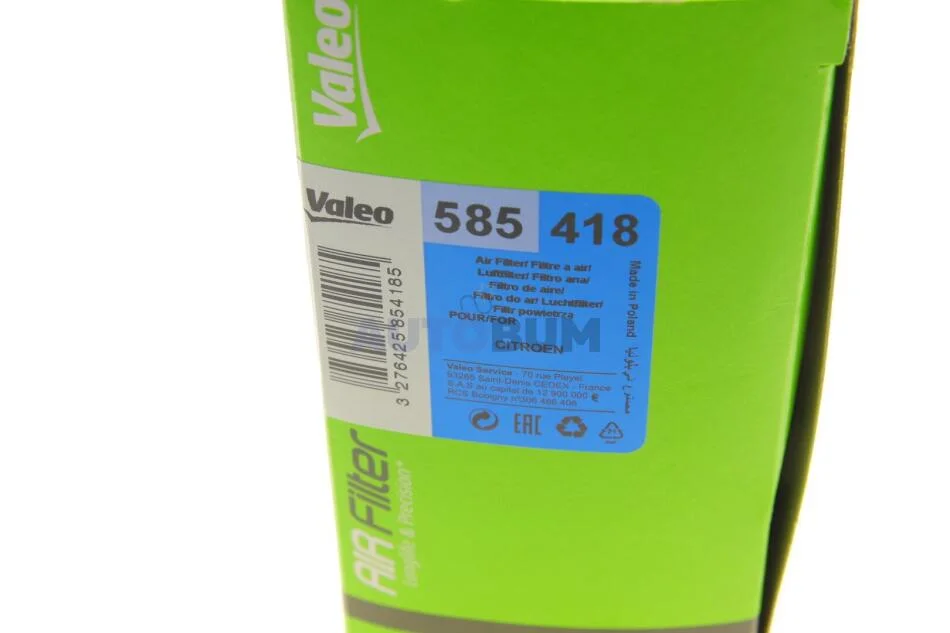 Valeo
Valeo
585 418
Air Filter/ Filtre a air/
Luftfilter/ Filtro aria/
Filtro de aire/
Filtro do ar/ Luchtfilter/
Filtr powietrza
POUR/FOR
CITROEN
Valeo Service - 70 rue Pleyel
93285 Saint-Denis CEDEX - France
S.A.S au capital de 12 900 000 €
RCS Bobigny n°306 486 408
EAC
Made in Poland
3 276425 854185
AUTOBUM
AIR Filter
Longlife & Precision*